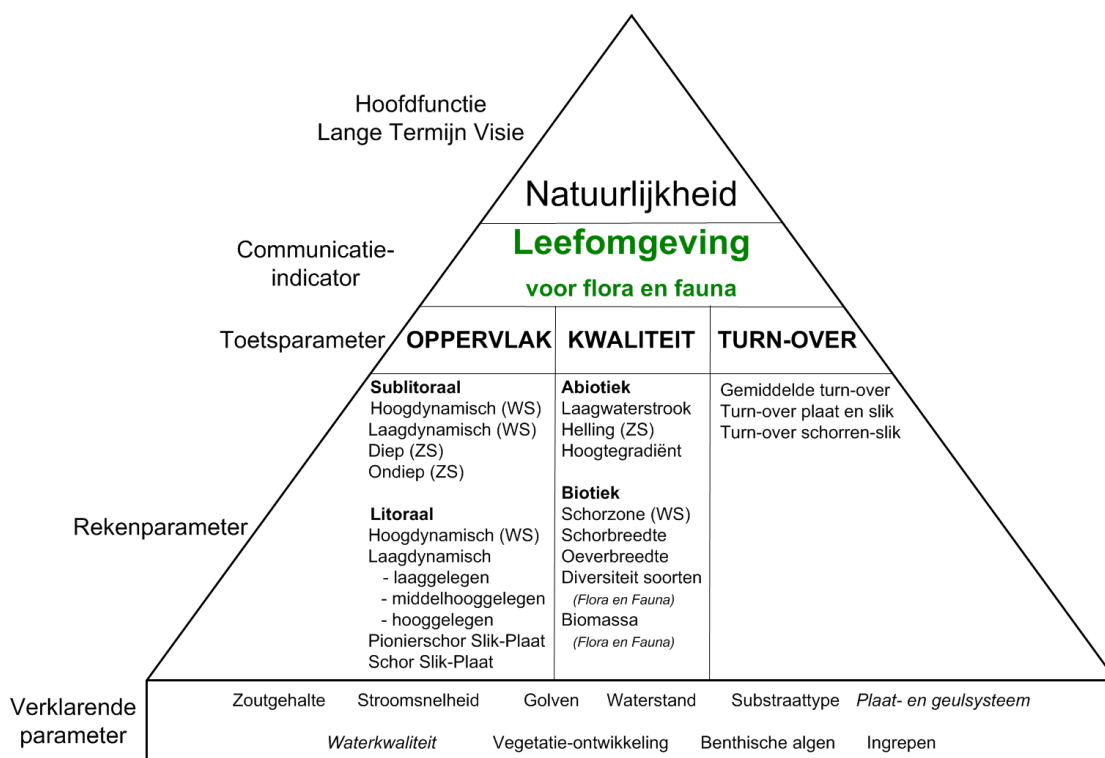 Hoofdfunctie
Lange Termijn Visie
Natuurlijkheid
Communicatie-
indicator
Leefomgeving
voor flora en fauna
Toetsparameter
OPPERVLAK
KWALITEIT
TURN-OVER
Rekenparameter
Sublitoraal
Hoogdynamisch (WS)
Laagdynamisch (WS)
Diep (ZS)
Ondiep (ZS)
Litoraal
Hoogdynamisch (WS)
Laagdynamisch
- laaggelegen
- middelhooggelegen
- hooggelegen
Pionierschor Slik-Plaat
Schor Slik-Plaat
Abiotiek
Laagwaterstrook
Helling (ZS)
Hoogtegradiënt
Biotiek
Schorzone (WS)
Schorbreedte
Oeverbreedte
Diversiteit soorten
(Flora en Fauna)
Biomassa
(Flora en Fauna)
Gemiddelde turn-over
Turn-over plaat en slik
Turn-over schorren-slik
Verklarende
parameter
Zoutgehalte Stroomsnelheid Golven Waterstand Substraattype Plaat- en geulsysteem
Waterkwaliteit Vegetatie-ontwikkeling Benthische algen Ingrepen